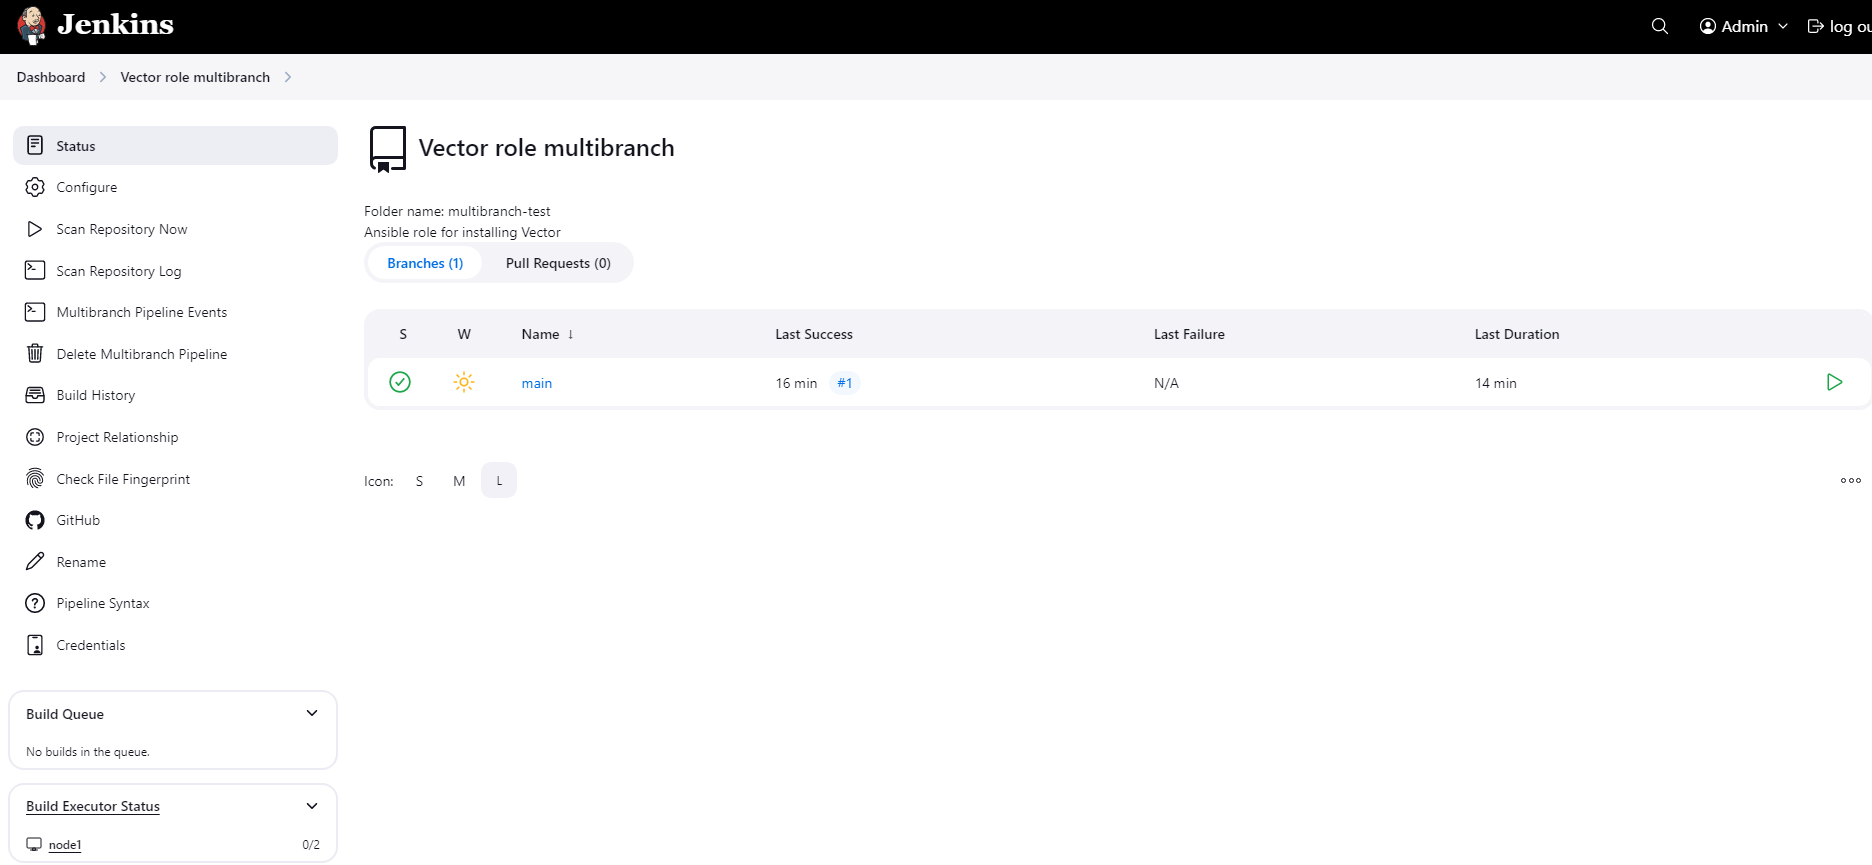 Jenkins
Admin
log ou
Dashboard
Vector role multibranch
Status
Configure
Scan Repository Now
Scan Repository Log
Multibranch Pipeline Events
Delete Multibranch Pipeline
Build History
Project Relationship
Check File Fingerprint
GitHub
Rename
Pipeline Syntax
Credentials
Build Queue
No builds in the queue.
Build Executor Status
node1 0/2
Vector role multibranch
Folder name: multibranch-test
Ansible role for installing Vector
Branches (1) Pull Requests (0)
S W Name ↓ Last Success Last Failure Last Duration
main 16 min #1 N/A 14 min
Icon: S M L